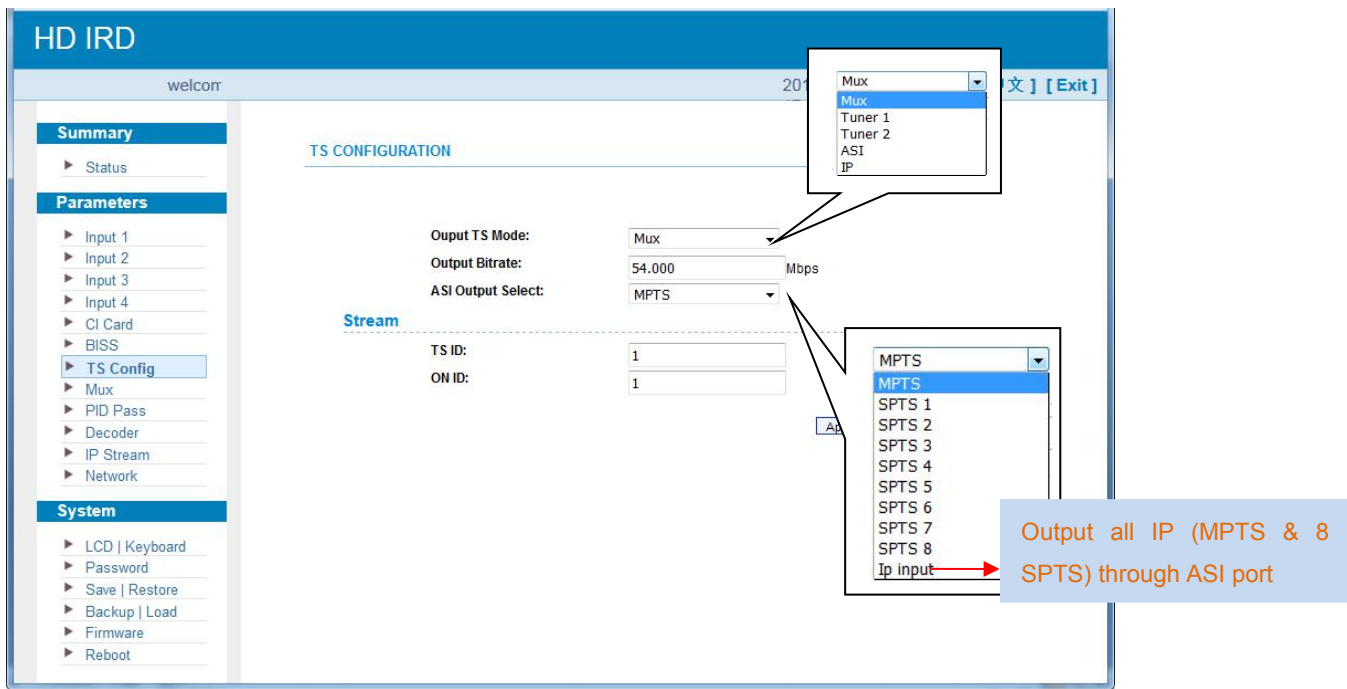 HD IRD
welcom
201
文 ] [ Exit ]
Mux
Mux
Tuner 1
Tuner 2
ASI
IP
Summary
Status
Parameters
Input 1
Input 2
Input 3
Input 4
CI Card
BISS
TS Config
Mux
PID Pass
Decoder
IP Stream
Network
System
LCD | Keyboard
Password
Save | Restore
Backup | Load
Firmware
Reboot
TS CONFIGURATION
Ouput TS Mode: Mux
Output Bitrate: 54.000 Mbps
ASI Output Select: MPTS
Stream
TS ID: 1
ON ID: 1
Ap
MPTS
MPTS
SPTS 1
SPTS 2
SPTS 3
SPTS 4
SPTS 5
SPTS 6
SPTS 7
SPTS 8
Ip input
Output all IP (MPTS & 8
SPTS) through ASI port